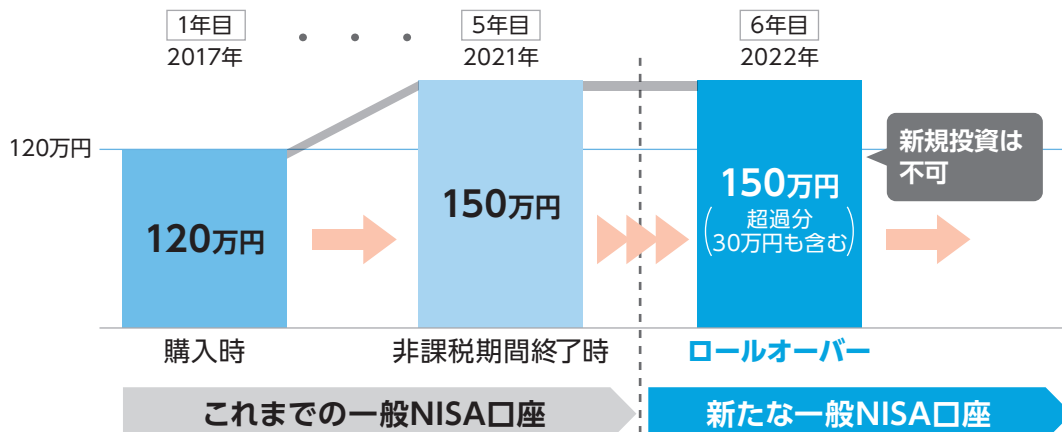 1年目
2017年
・・・
5年目
2021年
6年目
2022年
120万円
120万円
150万円
150万円
(超過分
30万円も含む)
新規投資は
不可
購入時
非課税期間終了時
ロールオーバー
これまでの一般NISA口座
新たな一般NISA口座